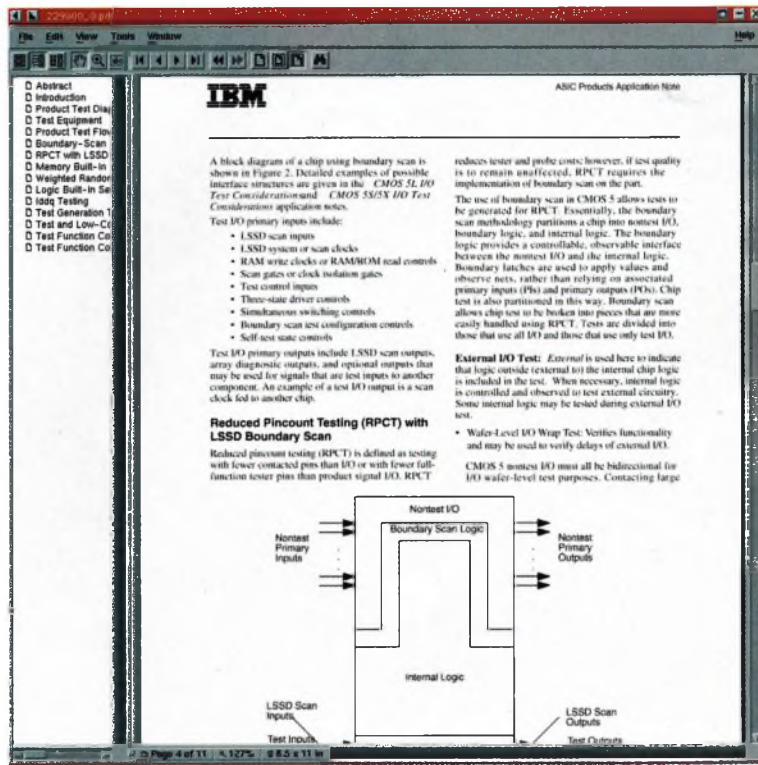 229900_0.pd
File Edit View Tools Window Help
Abstract
Introduction
Product Test Diag
Test Equipment
Product Test Flow
Boundary-Scan
RPCT with LSSD
Memory Built-In
Weighted Random
Logic Built-In Se
Iddq Testing
Test Generation T
Test and Low-Co
Test Function Co
Test Function Co
IBM
ASIC Products Application Note
A block diagram of a chip using boundary scan is
shown in Figure 2. Detailed examples of possible
interface structures are given in the CMOS 5L I/O
Test Considerations and CMOS 5S/5X I/O Test
Considerations application notes.
Test I/O primary inputs include:
• LSSD scan inputs
• LSSD system or scan clocks
• RAM write clocks or RAM/ROM read controls
• Scan gates or clock isolation gates
• Test control inputs
• Three-state driver controls
• Simultaneous switching controls
• Boundary scan test configuration controls
• Self-test state controls
Test I/O primary outputs include LSSD scan outputs,
array diagnostic outputs, and optional outputs that
may be used for signals that are test inputs to another
component. An example of a test I/O output is a scan
clock fed to another chip.
Reduced Pincount Testing (RPCT) with
LSSD Boundary Scan
Reduced pincount testing (RPCT) is defined as testing
with fewer contacted pins than I/O or with fewer full-
function tester pins than product signal I/O. RPCT
reduces tester and probe costs; however, if test quality
is to remain unaffected, RPCT requires the
implementation of boundary scan on the part.
The use of boundary scan in CMOS 5 allows tests to
be generated for RPCT. Essentially, the boundary
scan methodology partitions a chip into nontest I/O,
boundary logic, and internal logic. The boundary
logic provides a controllable, observable interface
between the nontest I/O and the internal logic.
Boundary latches are used to apply values and
observe nets, rather than relying on associated
primary inputs (PIs) and primary outputs (POs). Chip
test is also partitioned in this way. Boundary scan
allows chip test to be broken into pieces that are more
easily handled using RPCT. Tests are divided into
those that use all I/O and those that use only test I/O.
External I/O Test: External is used here to indicate
that logic outside (external to) the internal chip logic
is included in the test. When necessary, internal logic
is controlled and observed to test external circuitry.
Some internal logic may be tested during external I/O
test.
• Wafer-Level I/O Wrap Test: Verifies functionality
and may be used to verify delays of external I/O.
CMOS 5 nontest I/O must all be bidirectional for
I/O wafer-level test purposes. Contacting large
Nontest I/O
Boundary Scan Logic
Nontest
Primary
Inputs
Nontest
Primary
Outputs
Internal Logic
LSSD Scan
Inputs
Test Inputs
LSSD Scan
Outputs
Test Outputs
Page 4 of 11 127% 8.5 x 11 in